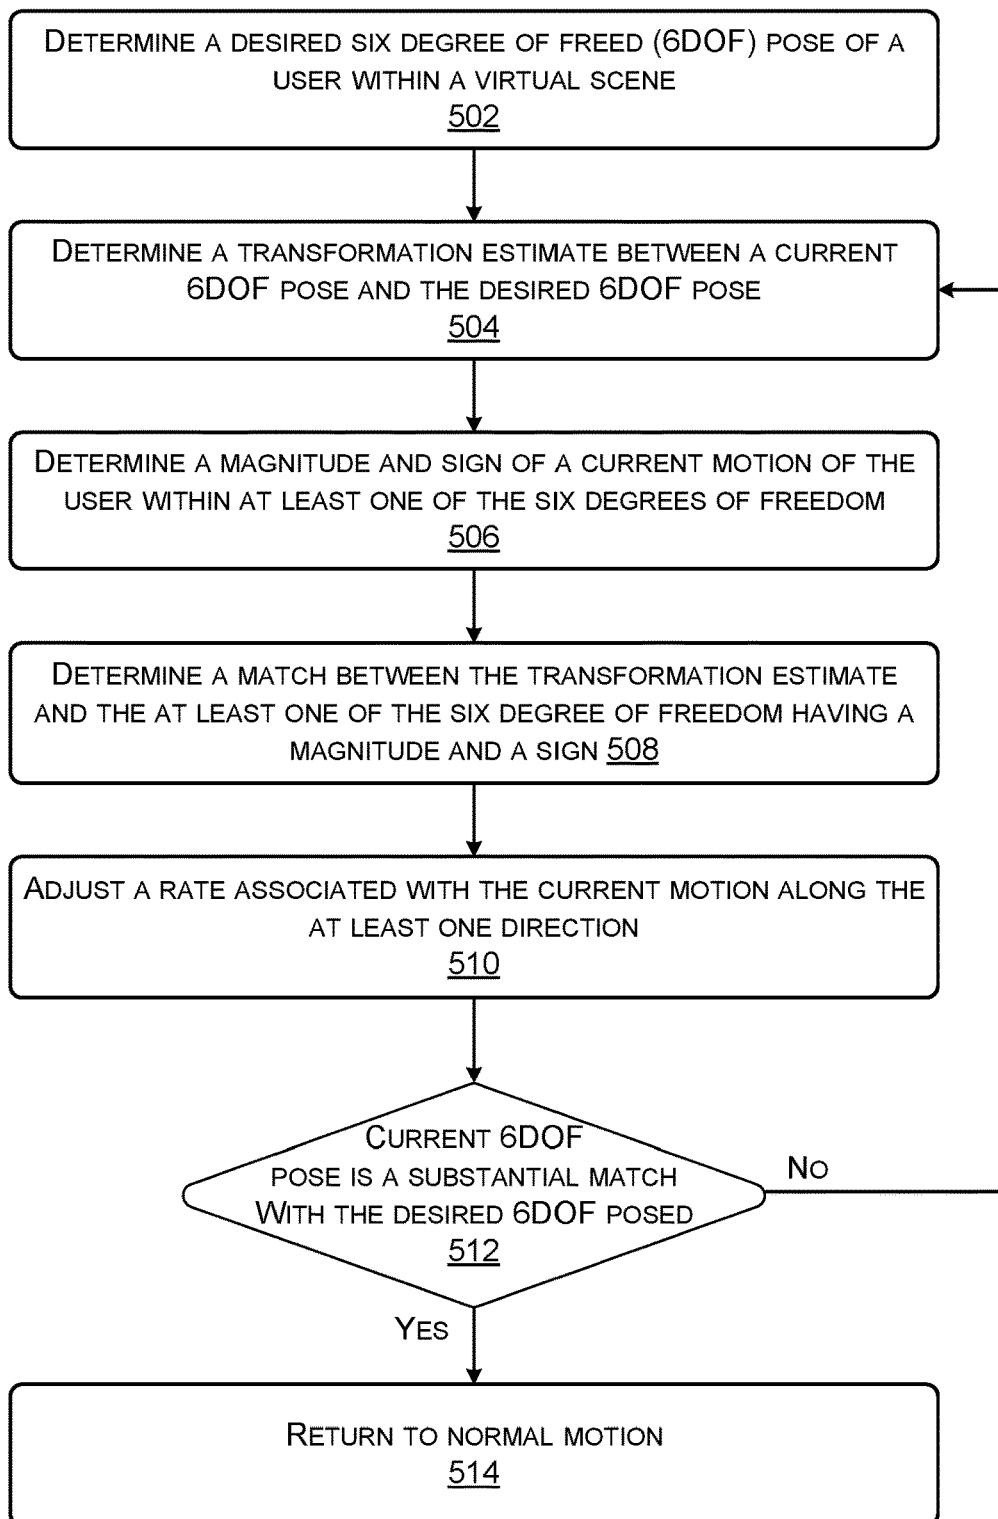 DETERMINE A DESIRED SIX DEGREE OF FREED (6DOF) POSE OF A
USER WITHIN A VIRTUAL SCENE
502
DETERMINE A TRANSFORMATION ESTIMATE BETWEEN A CURRENT
6DOF POSE AND THE DESIRED 6DOF POSE
504
DETERMINE A MAGNITUDE AND SIGN OF A CURRENT MOTION OF THE
USER WITHIN AT LEAST ONE OF THE SIX DEGREES OF FREEDOM
506
DETERMINE A MATCH BETWEEN THE TRANSFORMATION ESTIMATE
AND THE AT LEAST ONE OF THE SIX DEGREE OF FREEDOM HAVING A
MAGNITUDE AND A SIGN 508
ADJUST A RATE ASSOCIATED WITH THE CURRENT MOTION ALONG THE
AT LEAST ONE DIRECTION
510
CURRENT 6DOF
POSE IS A SUBSTANTIAL MATCH
WITH THE DESIRED 6DOF POSED
512
NO
YES
RETURN TO NORMAL MOTION
514